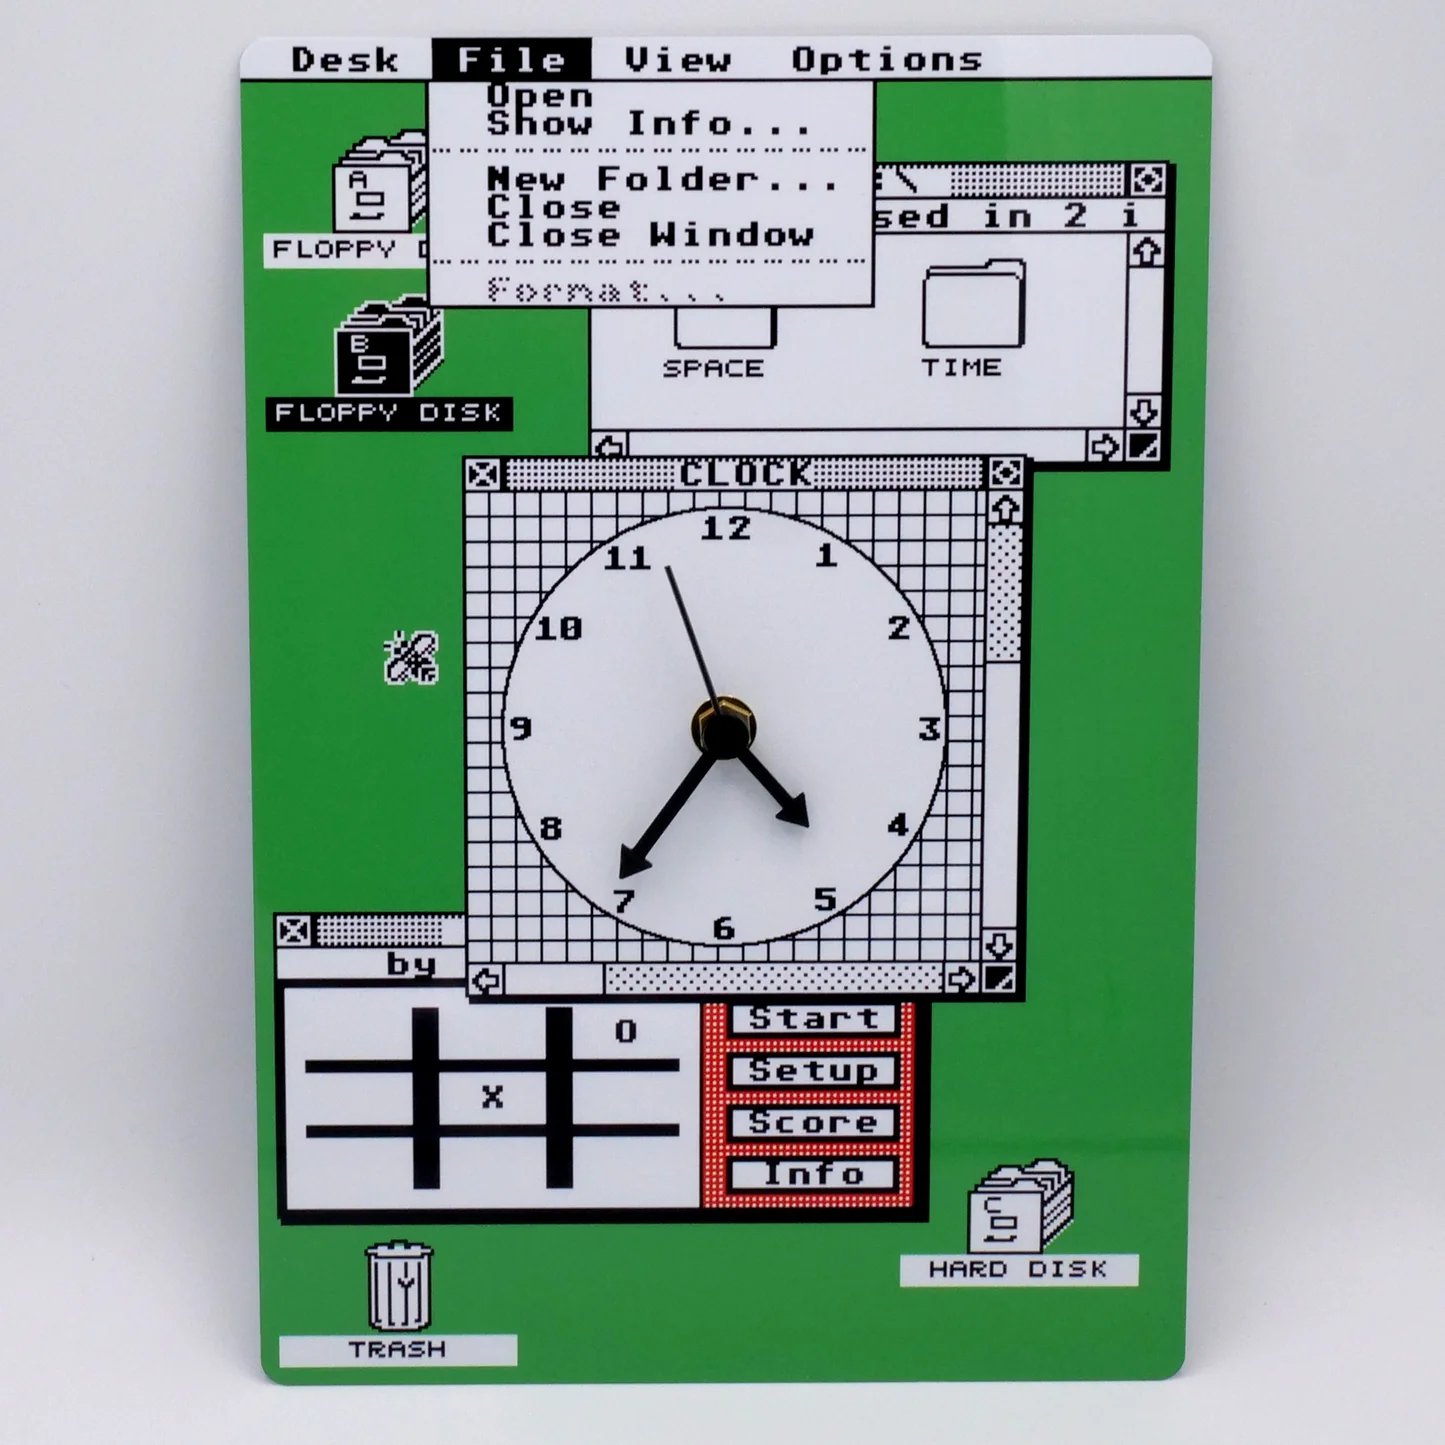 Desk File View Options
Open
Show Info...
New Folder...
Close
Close Window
Format...
A
FLOPPY D
B
FLOPPY DISK
sed in 2 i
SPACE TIME
CLOCK
12
11 1
10 2
9 3
8 4
7 5
6
by
O
X
Start
Setup
Score
Info
C
HARD DISK
TRASH